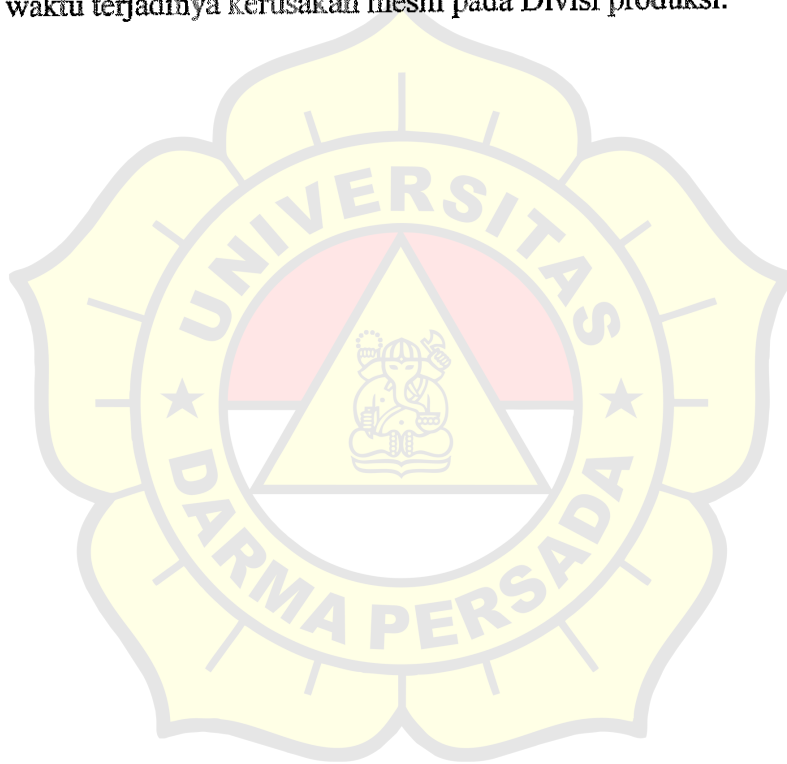 waktu terjadinya kerusakan mesin pada Divisi produksi.
UNIVERSITAS
DARMA PERSADA